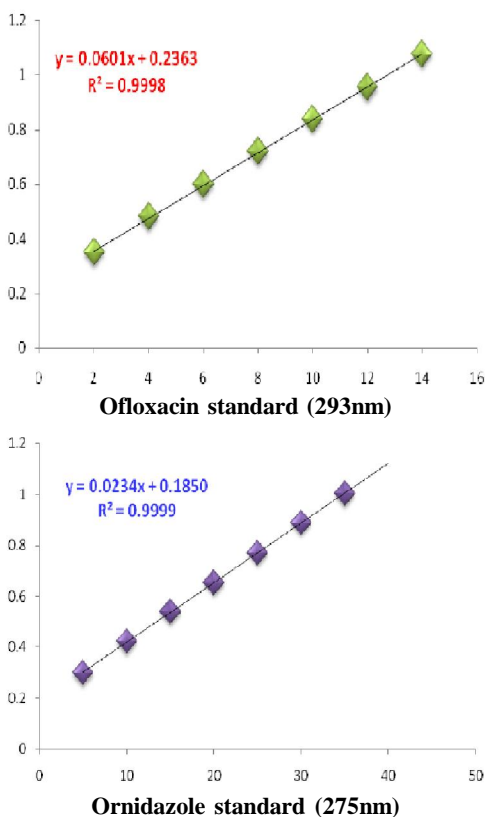 1.2
y = 0.0601x + 0.2363
R² = 0.9998
1
0.8
0.6
0.4
0.2
0
0 2 4 6 8 10 12 14 16
Ofloxacin standard (293nm)
1.2
y = 0.0234x + 0.1850
R² = 0.9999
1
0.8
0.6
0.4
0.2
0
0 10 20 30 40 50
Ornidazole standard (275nm)